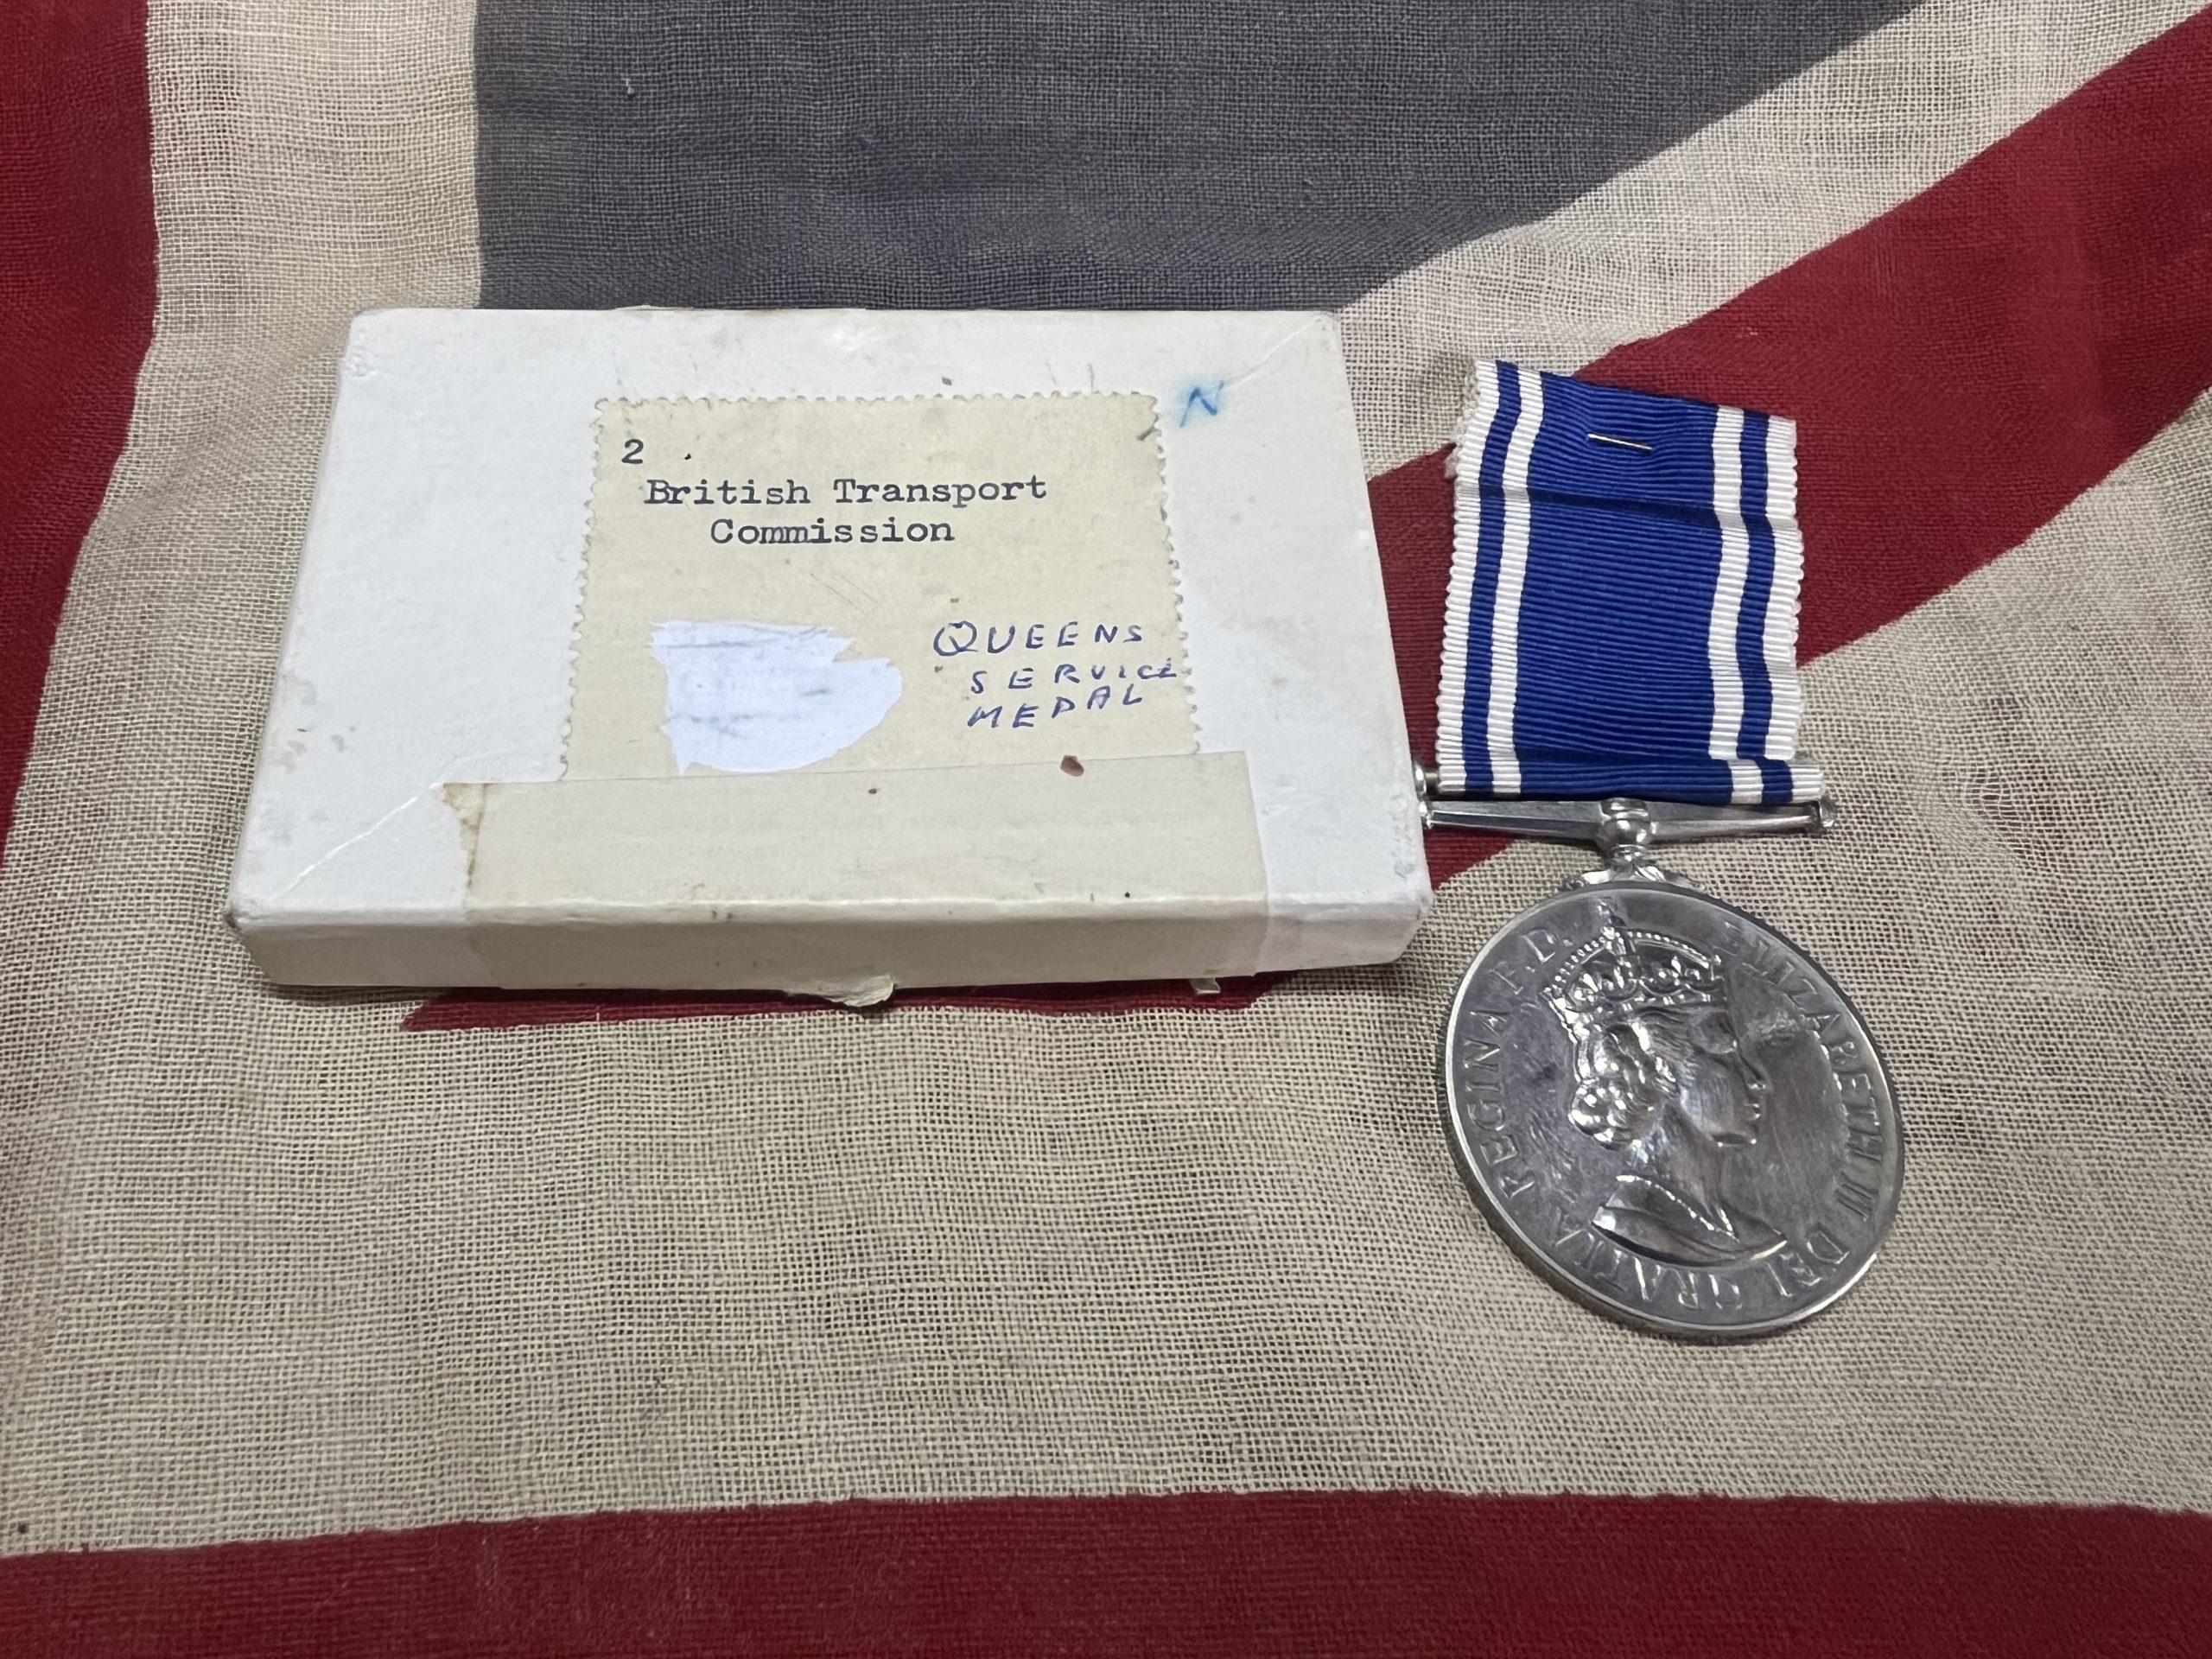 2 .
British Transport
Commission
N
QUEENS
SERVICE
MEDAL
ELIZABETH II DEI GRATIA REGINA F.D.